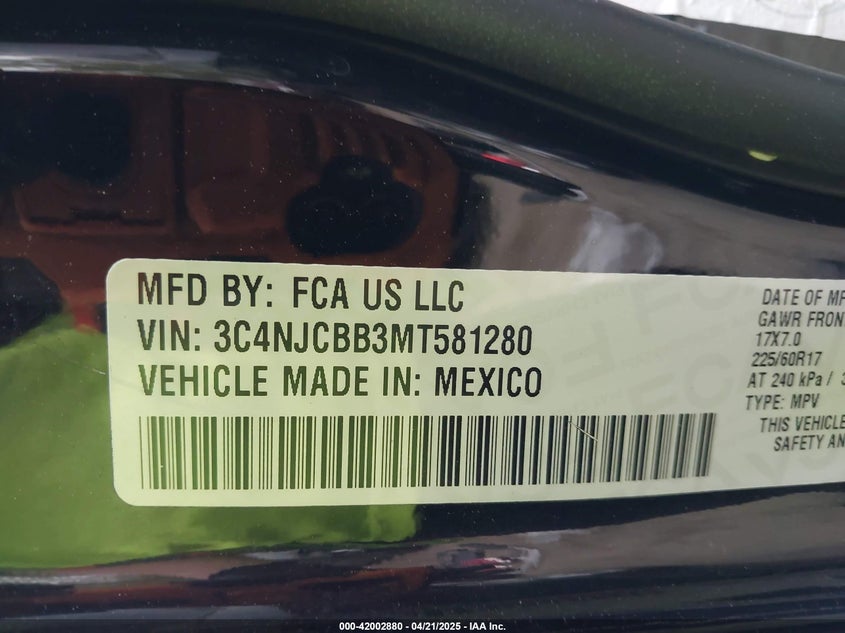 MFD BY: FCA US LLC
VIN: 3C4NJCBB3MT581280
VEHICLE MADE IN: MEXICO
DATE OF MF
GAWR FRON
17X7.0
225/60R17
AT 240 kPa / 3
TYPE: MPV
THIS VEHICLE
SAFETY AN
000-42002880 - 04/21/2025 - IAA Inc.